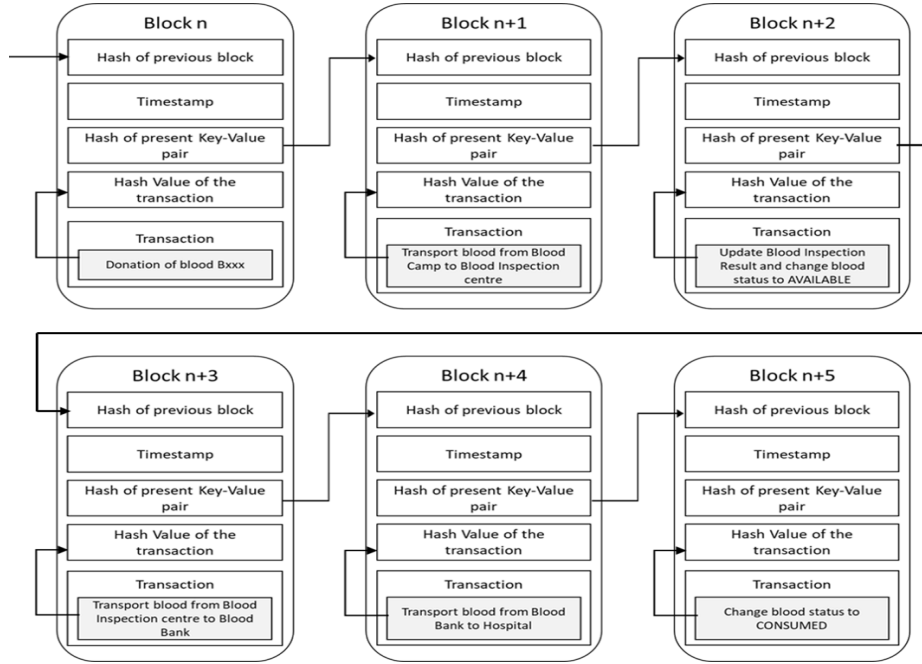 Block n
Hash of previous block
Timestamp
Hash of present Key-Value
pair
Hash Value of the
transaction
Transaction
Donation of blood Bxxx
Block n+1
Hash of previous block
Timestamp
Hash of present Key-Value
pair
Hash Value of the
transaction
Transaction
Transport blood from Blood
Camp to Blood Inspection
centre
Block n+2
Hash of previous block
Timestamp
Hash of present Key-Value
pair
Hash Value of the
transaction
Transaction
Update Blood Inspection
Result and change blood
status to AVAILABLE
Block n+3
Hash of previous block
Timestamp
Hash of present Key-Value
pair
Hash Value of the
transaction
Transaction
Transport blood from Blood
Inspection centre to Blood
Bank
Block n+4
Hash of previous block
Timestamp
Hash of present Key-Value
pair
Hash Value of the
transaction
Transaction
Transport blood from Blood
Bank to Hospital
Block n+5
Hash of previous block
Timestamp
Hash of present Key-Value
pair
Hash Value of the
transaction
Transaction
Change blood status to
CONSUMED